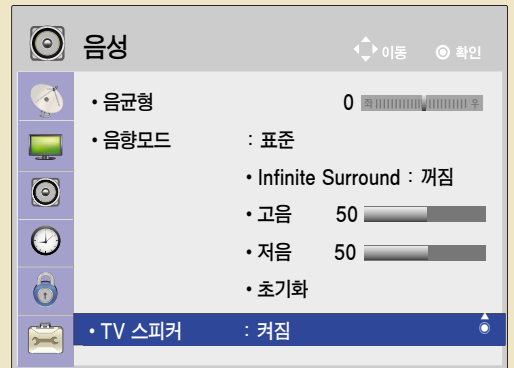 음성 이동 확인
• 음균형 0 좌 우
• 음향모드 : 표준
• Infinite Surround : 꺼짐
• 고음 50
• 저음 50
• 초기화
• TV 스피커 : 켜짐